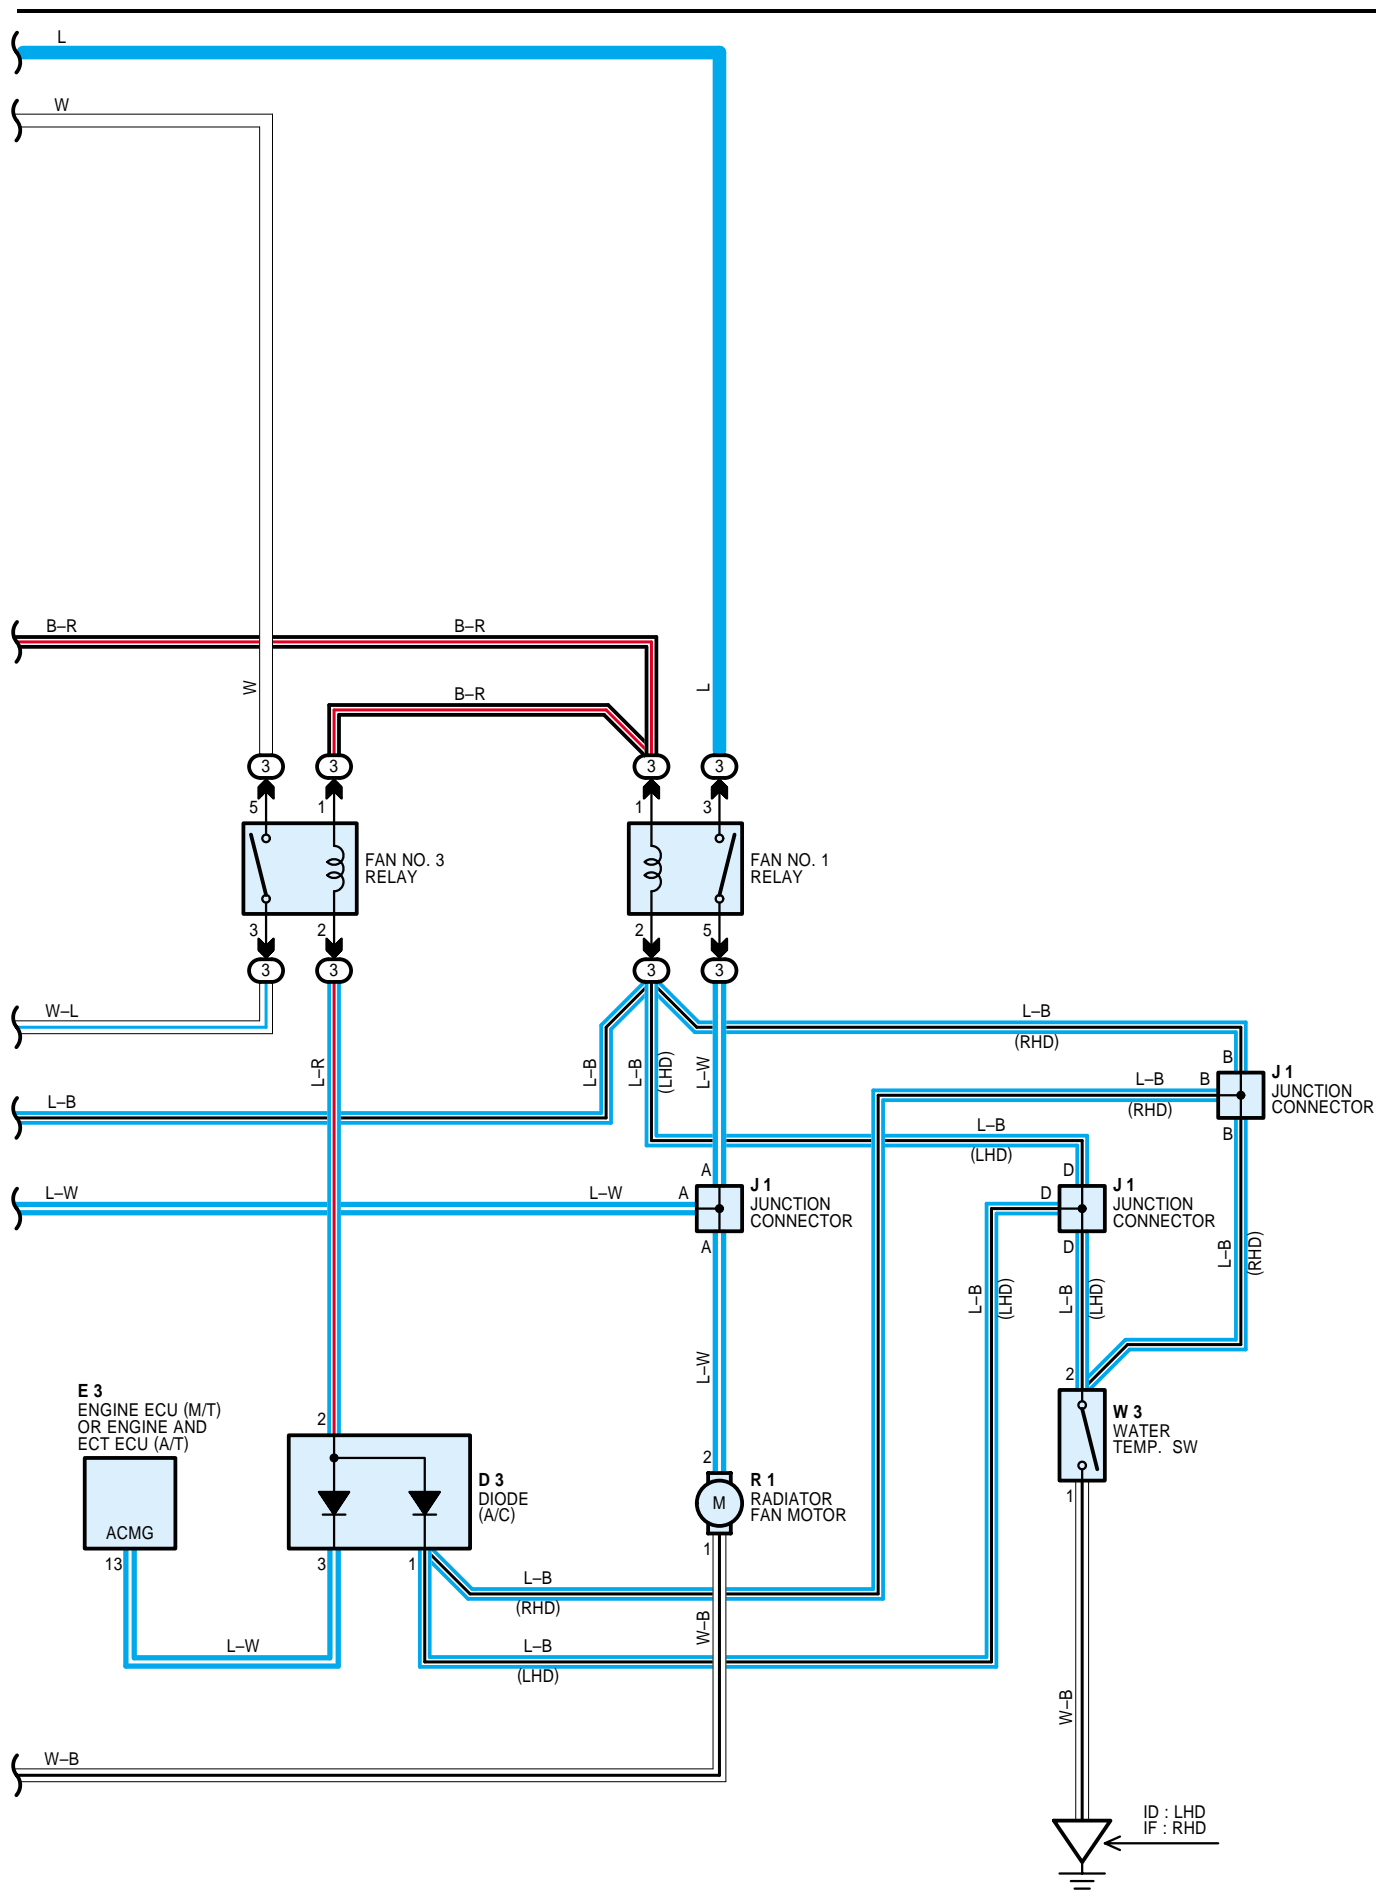 L
W
B–R
B–R
W
B–R
L
3
3
3
3
5
1
1
3
FAN NO. 3
RELAY
FAN NO. 1
RELAY
3
2
2
5
3
3
3
3
W–L
L–B
(RHD)
L–R
L–B
L–B
(LHD)
L–W
B
J 1
JUNCTION
CONNECTOR
B
L–B
(RHD)
L–B
B
L–B
(LHD)
A
D
J 1
JUNCTION
CONNECTOR
J 1
JUNCTION
CONNECTOR
L–W
L–W
A
D
A
D
L–B
(RHD)
L–B
(LHD)
L–B
(LHD)
L–W
2
E 3
ENGINE ECU (M/T)
OR ENGINE AND
ECT ECU (A/T)
2
W 3
WATER
TEMP. SW
2
D 3
DIODE
(A/C)
M
R 1
RADIATOR
FAN MOTOR
1
ACMG
13
3
1
1
L–B
(RHD)
W–B
L–W
L–B
(LHD)
W–B
W–B
ID : LHD
IF : RHD